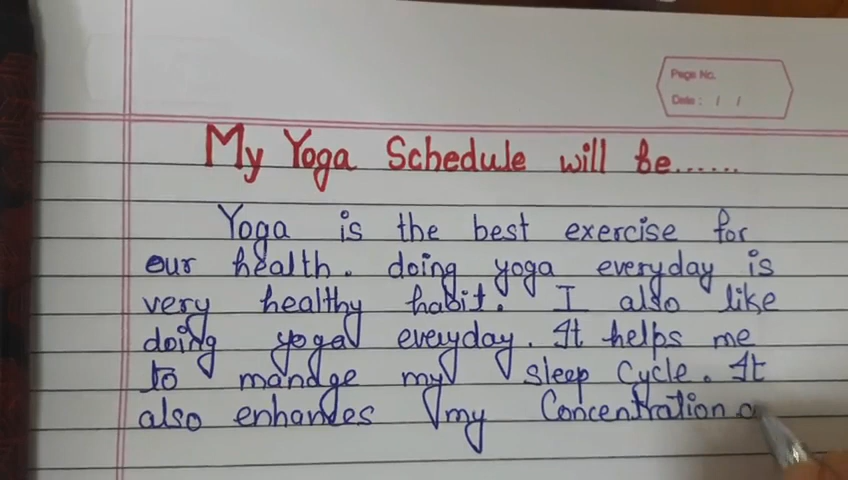 Page No.
Date : / /
My Yoga Schedule will be......
Yoga is the best exercise for
our health. doing yoga everyday is
very healthy habit. I also like
doing yoga everyday. It helps me
to manage my sleep Cycle. It
also enhances my Concentration